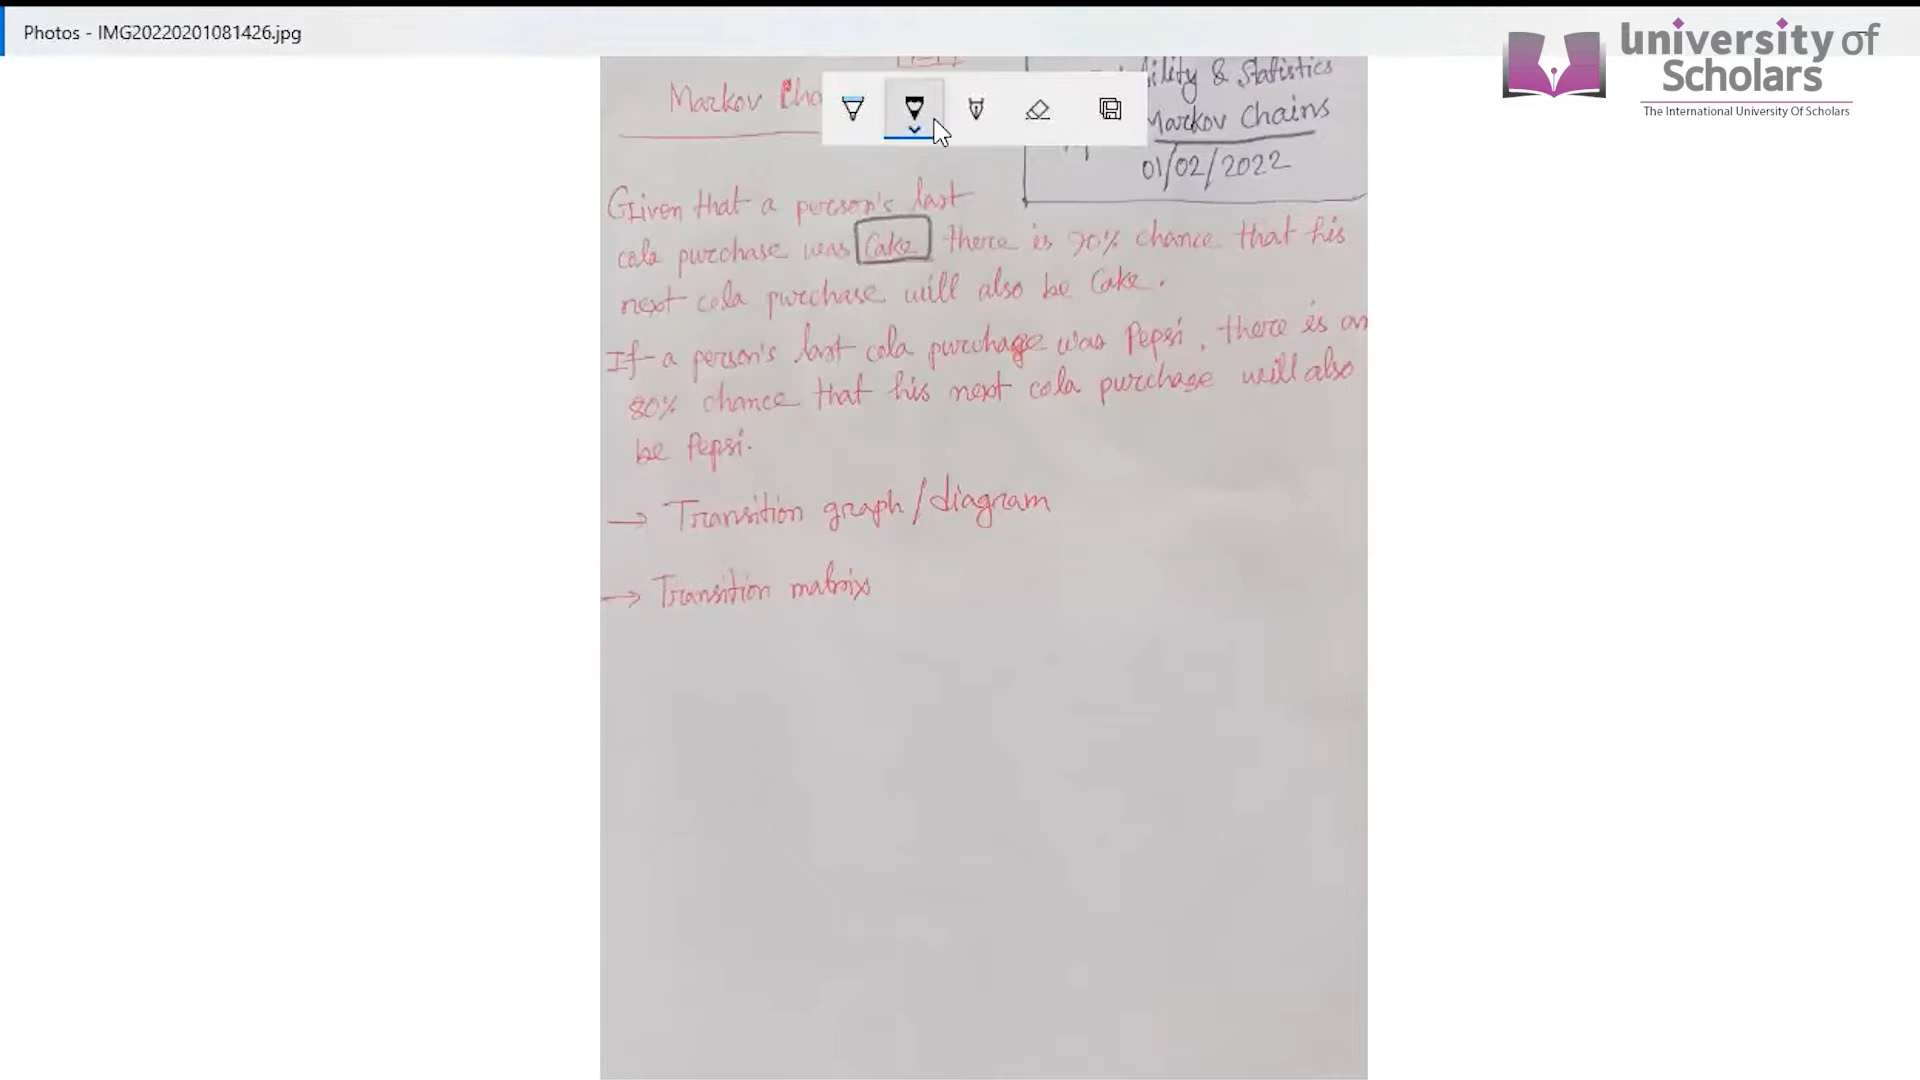 Photos - IMG20220201081426.jpg
university of
Scholars
The International University Of Scholars
Markov Cha
ility & Statistics
Markov Chains
01/02/2022
Given that a person's last
cola purchase was Cake there is 90% chance that his
next cola purchase will also be Cake.
If a person's last cola purchase was Pepsi, there is an
80% chance that his next cola purchase will also
be Pepsi.
→ Transition graph/diagram
→ Transition matrix